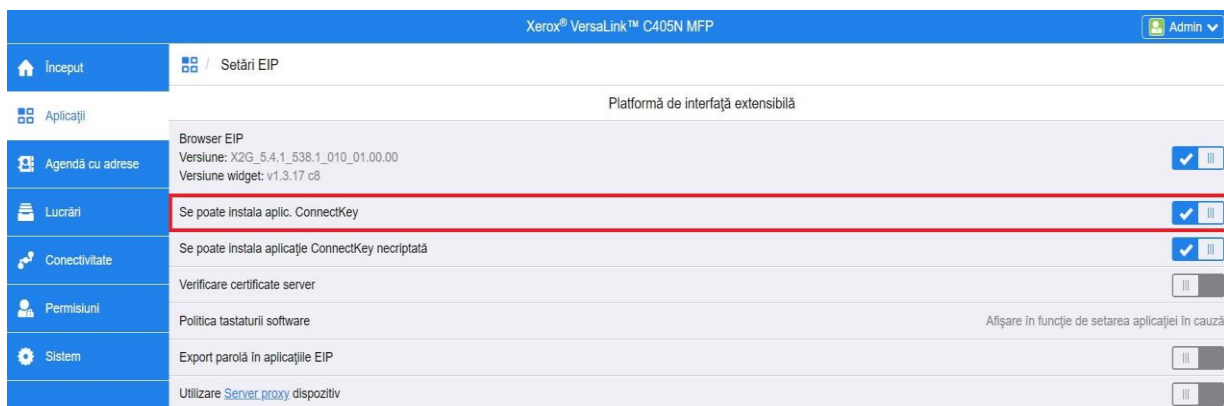 Xerox® VersaLink™ C405N MFP
Admin
Început
/ Setări EIP
Aplicații
Platformă de interfață extensibilă
Browser EIP
Versiune: X2G_5.4.1_538.1_010_01.00.00
Versiune widget: v1.3.17 c8
Agendă cu adrese
Lucrări
Se poate instala aplic. ConnectKey
Se poate instala aplicație ConnectKey necriptată
Conectivitate
Verificare certificate server
Permisiuni
Politica tastaturii software
Afișare în funcție de setarea aplicației în cauză
Sistem
Export parolă în aplicațiile EIP
Utilizare Server proxy dispozitiv